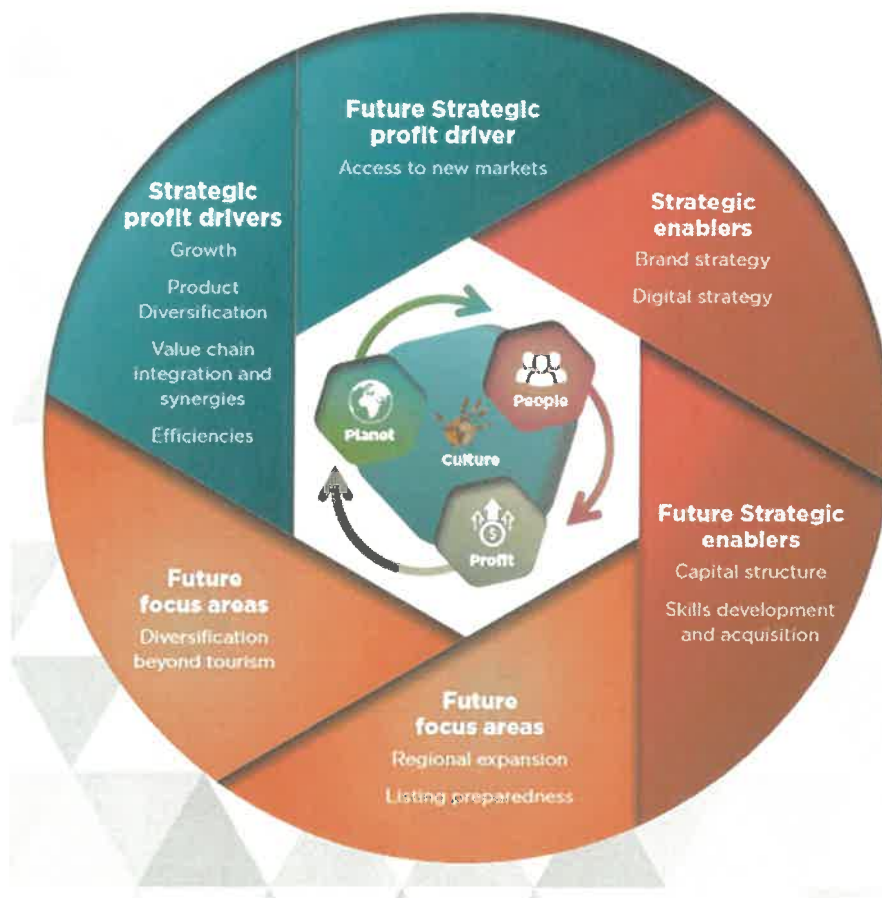 Future Strategic
profit driver
Access to new markets
Strategic
enablers
Brand strategy
Digital strategy
Future Strategic
enablers
Capital structure
Skills development
and acquisition
Future
focus areas
Regional expansion
Listing preparedness
Future
focus areas
Diversification
beyond tourism
Strategic
profit drivers
Growth
Product
Diversification
Value chain
integration and
synergies
Efficiencies
Planet
People
Culture
$
Profit